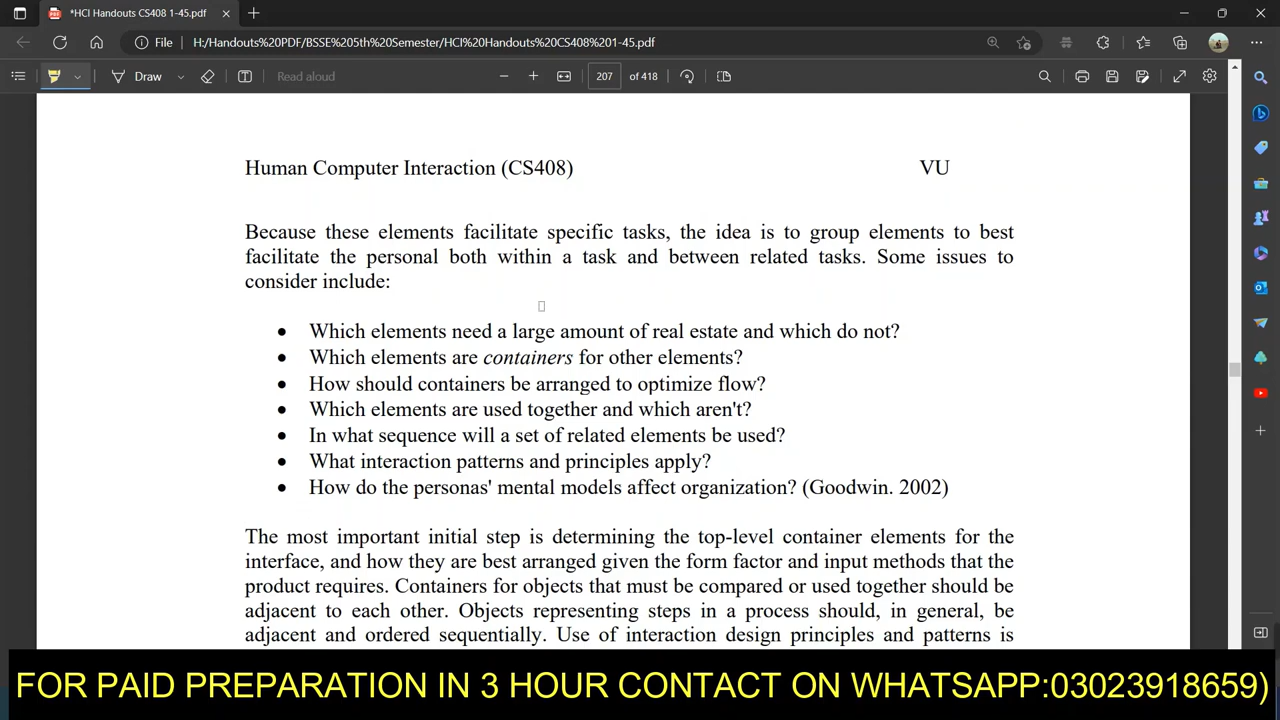 *HCI Handouts CS408 1-45.pdf
File H:/Handouts%20PDF/BSSE%205th%20Semester/HCI%20Handouts%20CS408%201-45.pdf
Draw Read aloud 207 of 418
Human Computer Interaction (CS408) VU
Because these elements facilitate specific tasks, the idea is to group elements to best
facilitate the personal both within a task and between related tasks. Some issues to
consider include:
• Which elements need a large amount of real estate and which do not?
• Which elements are containers for other elements?
• How should containers be arranged to optimize flow?
• Which elements are used together and which aren't?
• In what sequence will a set of related elements be used?
• What interaction patterns and principles apply?
• How do the personas' mental models affect organization? (Goodwin. 2002)
The most important initial step is determining the top-level container elements for the
interface, and how they are best arranged given the form factor and input methods that the
product requires. Containers for objects that must be compared or used together should be
adjacent to each other. Objects representing steps in a process should, in general, be
adjacent and ordered sequentially. Use of interaction design principles and patterns is
FOR PAID PREPARATION IN 3 HOUR CONTACT ON WHATSAPP:03023918659)